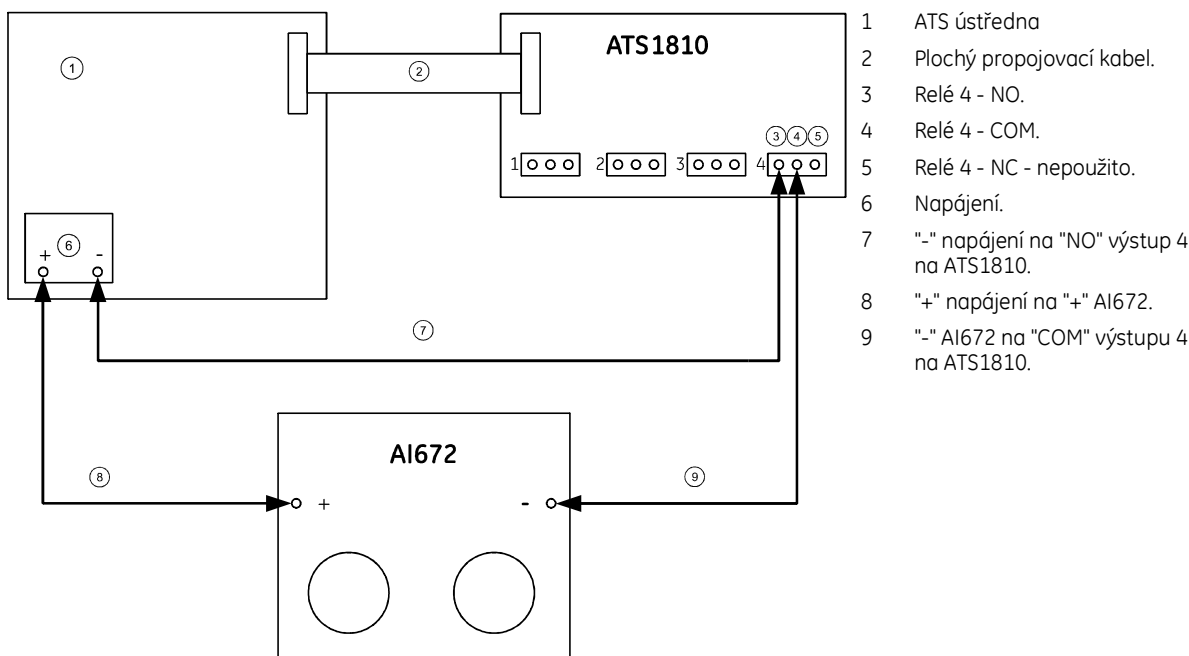 ATS1810
1
2
3
4
5
1
2
3
4
6
+
-
7
AI672
8
9
+
-
1 ATS ústředna
2 Plochý propojovací kabel.
3 Relé 4 - NO.
4 Relé 4 - COM.
5 Relé 4 - NC - nepoužito.
6 Napájení.
7 "-" napájení na "NO" výstup 4
na ATS1810.
8 "+" napájení na "+" AI672.
9 "-" AI672 na "COM" výstupu 4
na ATS1810.